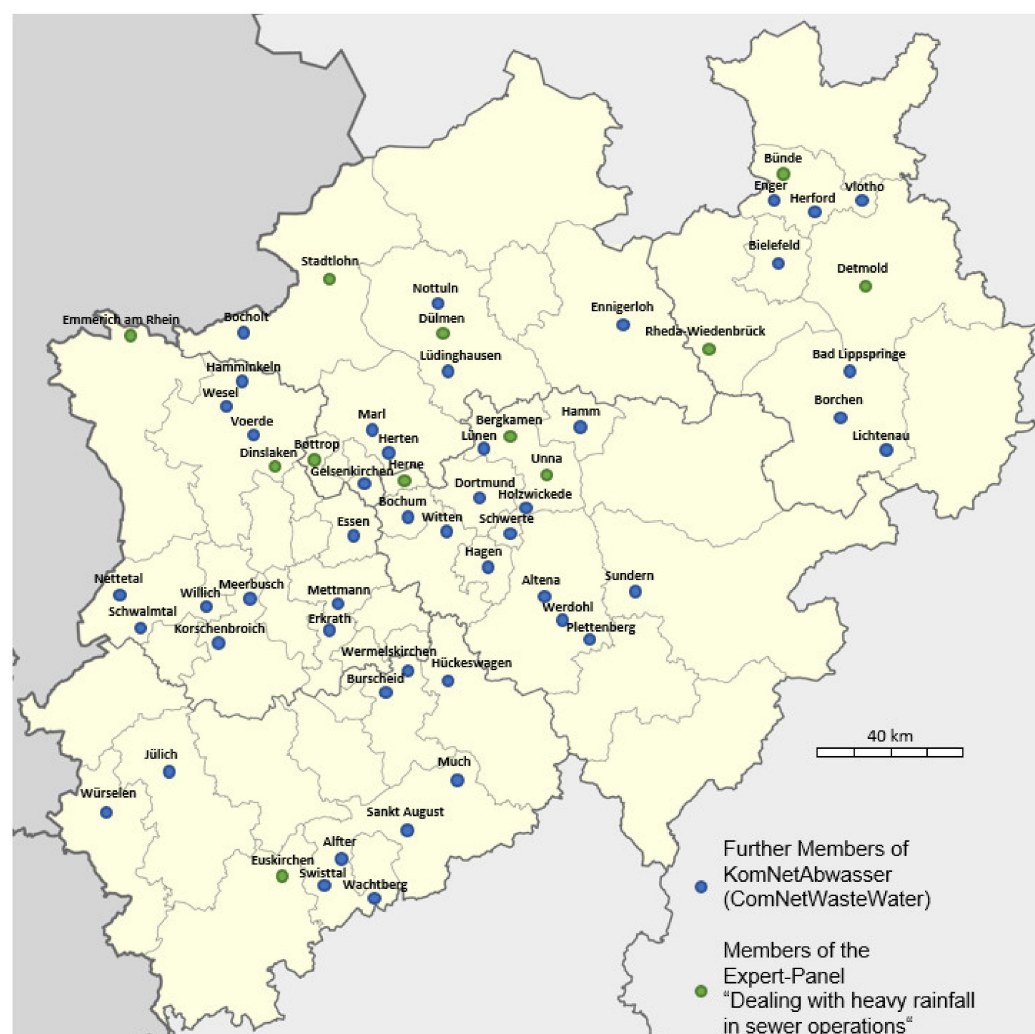 Bünde
Enger
Herford
Vlotho
Bielefeld
Stadtlohn
Detmold
Nottuln
Ennigerloh
Emmerich am Rhein
Bocholt
Dülmen
Rheda-Wiedenbrück
Lüdinghausen
Bad Lippspringe
Hamminkeln
Wesel
Borchen
Voerde
Marl
Bergkamen
Hamm
Lünen
Herten
Lichtenau
Dinslaken
Bottrop
Gelsenkirchen
Herne
Unna
Dortmund
Holzwickede
Bochum
Witten
Schwerte
Essen
Hagen
Nettetal
Willich
Meerbusch
Mettmann
Altena
Sundern
Schwalmtal
Korschenbroich
Erkrath
Werdohl
Plettenberg
Wermelskirchen
Hückeswagen
Burscheid
40 km
Jülich
Much
Würselen
Sankt August
Alfter
Euskirchen
Swisttal
Wachtberg
Further Members of
KomNetAbwasser
(ComNetWasteWater)
Members of the
Expert-Panel
“Dealing with heavy rainfall
in sewer operations“